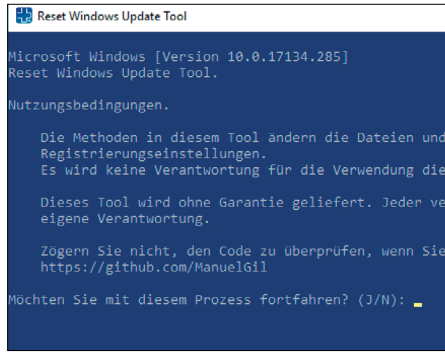 Reset Windows Update Tool
Microsoft Windows [Version 10.0.17134.285]
Reset Windows Update Tool.
Nutzungsbedingungen.
Die Methoden in diesem Tool ändern die Dateien und
Registrierungseinstellungen.
Es wird keine Verantwortung für die Verwendung die
Dieses Tool wird ohne Garantie geliefert. Jeder ve
eigene Verantwortung.
Zögern Sie nicht, den Code zu überprüfen, wenn Sie
https://github.com/ManuelGil
Möchten Sie mit diesem Prozess fortfahren? (J/N):